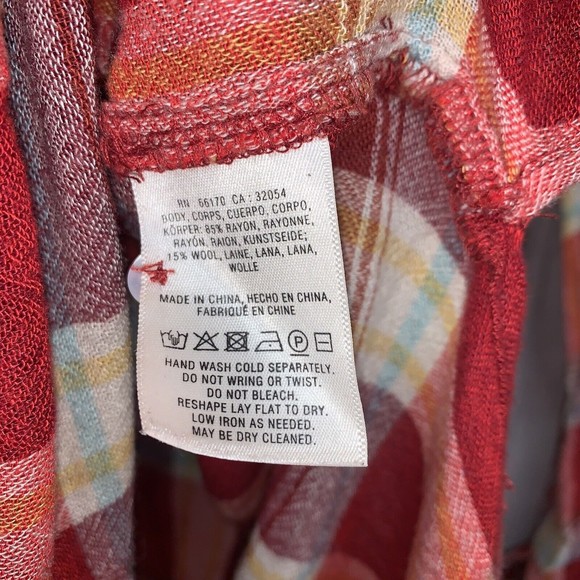 RN 66170 CA : 32054
BODY, CORPS, CUERPO, CORPO,
KÖRPER: 85% RAYON, RAYONNE,
RAYÓN, RAION, KUNSTSEIDE;
15% WOOL, LAINE, LANA, LANA,
WOLLE
MADE IN CHINA, HECHO EN CHINA,
FABRIQUÉ EN CHINE
P
HAND WASH COLD SEPARATELY.
DO NOT WRING OR TWIST.
DO NOT BLEACH.
RESHAPE LAY FLAT TO DRY.
LOW IRON AS NEEDED.
MAY BE DRY CLEANED.